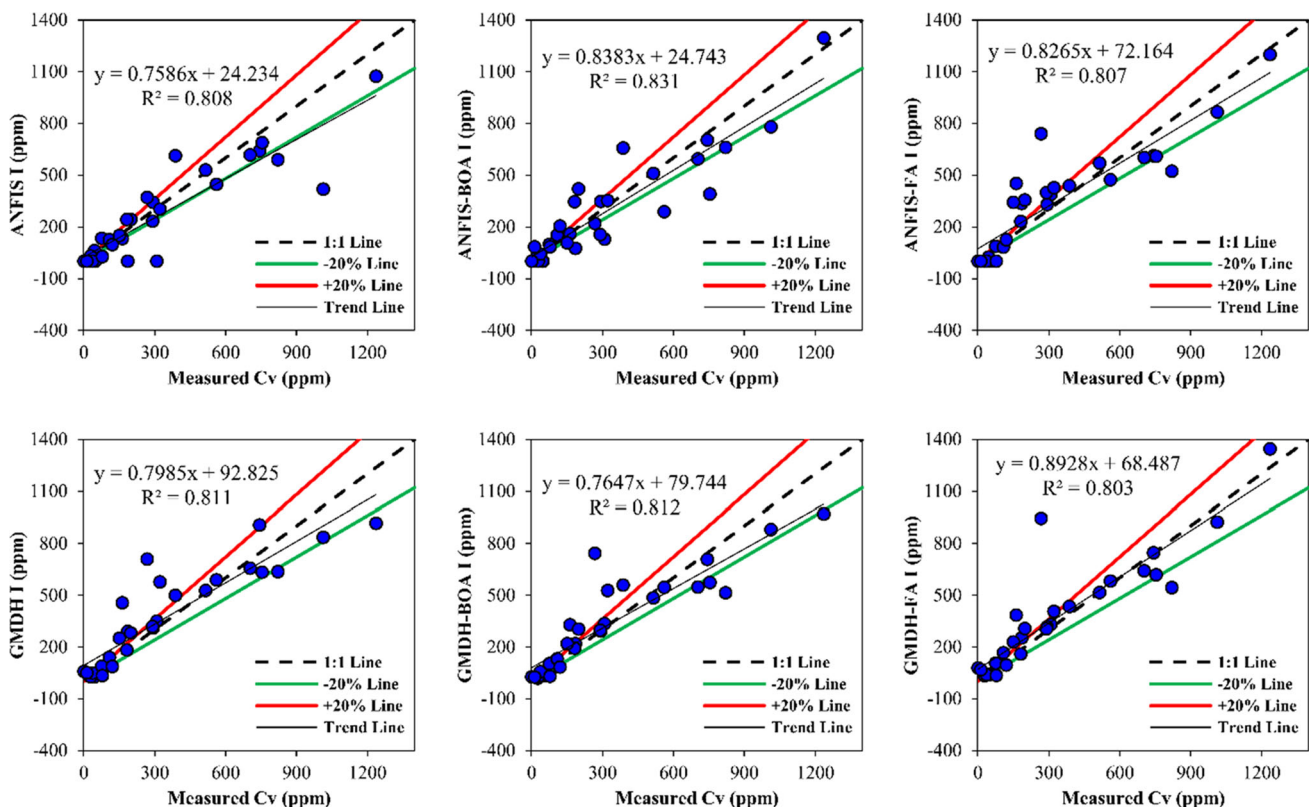 1400
1100
800
500
200
-100
-400
ANFIS I (ppm)
y = 0.7586x + 24.234
R² = 0.808
1:1 Line
-20% Line
+20% Line
Trend Line
0 300 600 900 1200
Measured Cv (ppm)
1400
1100
800
500
200
-100
-400
ANFIS-BOA I (ppm)
y = 0.8383x + 24.743
R² = 0.831
1:1 Line
-20% Line
+20% Line
Trend Line
0 300 600 900 1200
Measured Cv (ppm)
1400
1100
800
500
200
-100
-400
ANFIS-FA I (ppm)
y = 0.8265x + 72.164
R² = 0.807
1:1 Line
-20% Line
+20% Line
Trend Line
0 300 600 900 1200
Measured Cv (ppm)
1400
1100
800
500
200
-100
-400
GMDH I (ppm)
y = 0.7985x + 92.825
R² = 0.811
1:1 Line
-20% Line
+20% Line
Trend Line
0 300 600 900 1200
Measured Cv (ppm)
1400
1100
800
500
200
-100
-400
GMDH-BOA I (ppm)
y = 0.7647x + 79.744
R² = 0.812
1:1 Line
-20% Line
+20% Line
Trend Line
0 300 600 900 1200
Measured Cv (ppm)
1400
1100
800
500
200
-100
-400
GMDH-FA I (ppm)
y = 0.8928x + 68.487
R² = 0.803
1:1 Line
-20% Line
+20% Line
Trend Line
0 300 600 900 1200
Measured Cv (ppm)